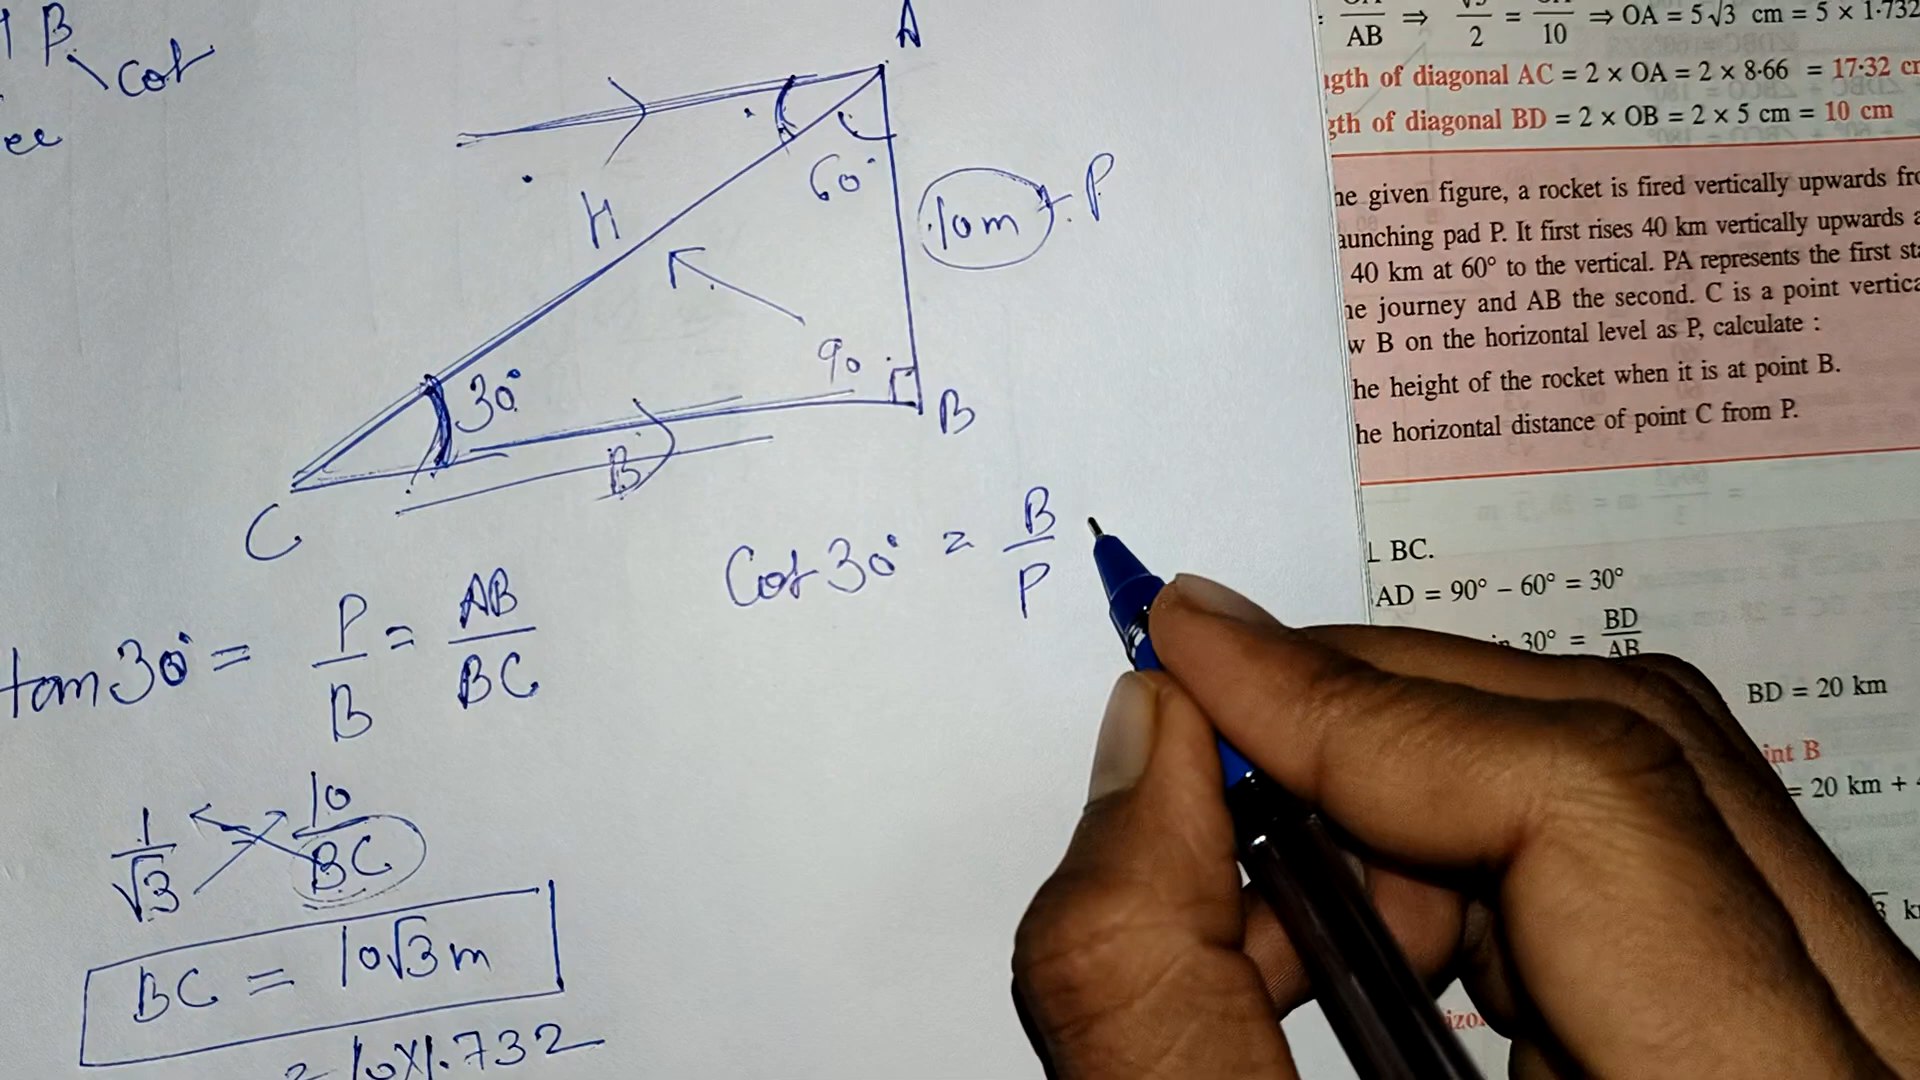 B
cot
A
60°
H
10m
P
90
30°
B
B
C
Cot 30° = B
P
tan 30° = P = AB
B BC
1 10
√3 BC
BC = 10√3 m
= 10×1.732
AB ⇒ 2 = 10 ⇒ OA = 5√3 cm = 5 × 1·732
gth of diagonal AC = 2 × OA = 2 × 8·66 = 17·32 cm
gth of diagonal BD = 2 × OB = 2 × 5 cm = 10 cm
he given figure, a rocket is fired vertically upwards fro
aunching pad P. It first rises 40 km vertically upwards a
40 km at 60° to the vertical. PA represents the first sta
he journey and AB the second. C is a point vertica
w B on the horizontal level as P, calculate :
he height of the rocket when it is at point B.
he horizontal distance of point C from P.
⊥ BC.
AD = 90° − 60° = 30°
30° = BD
AB
BD = 20 km
int B
= 20 km +